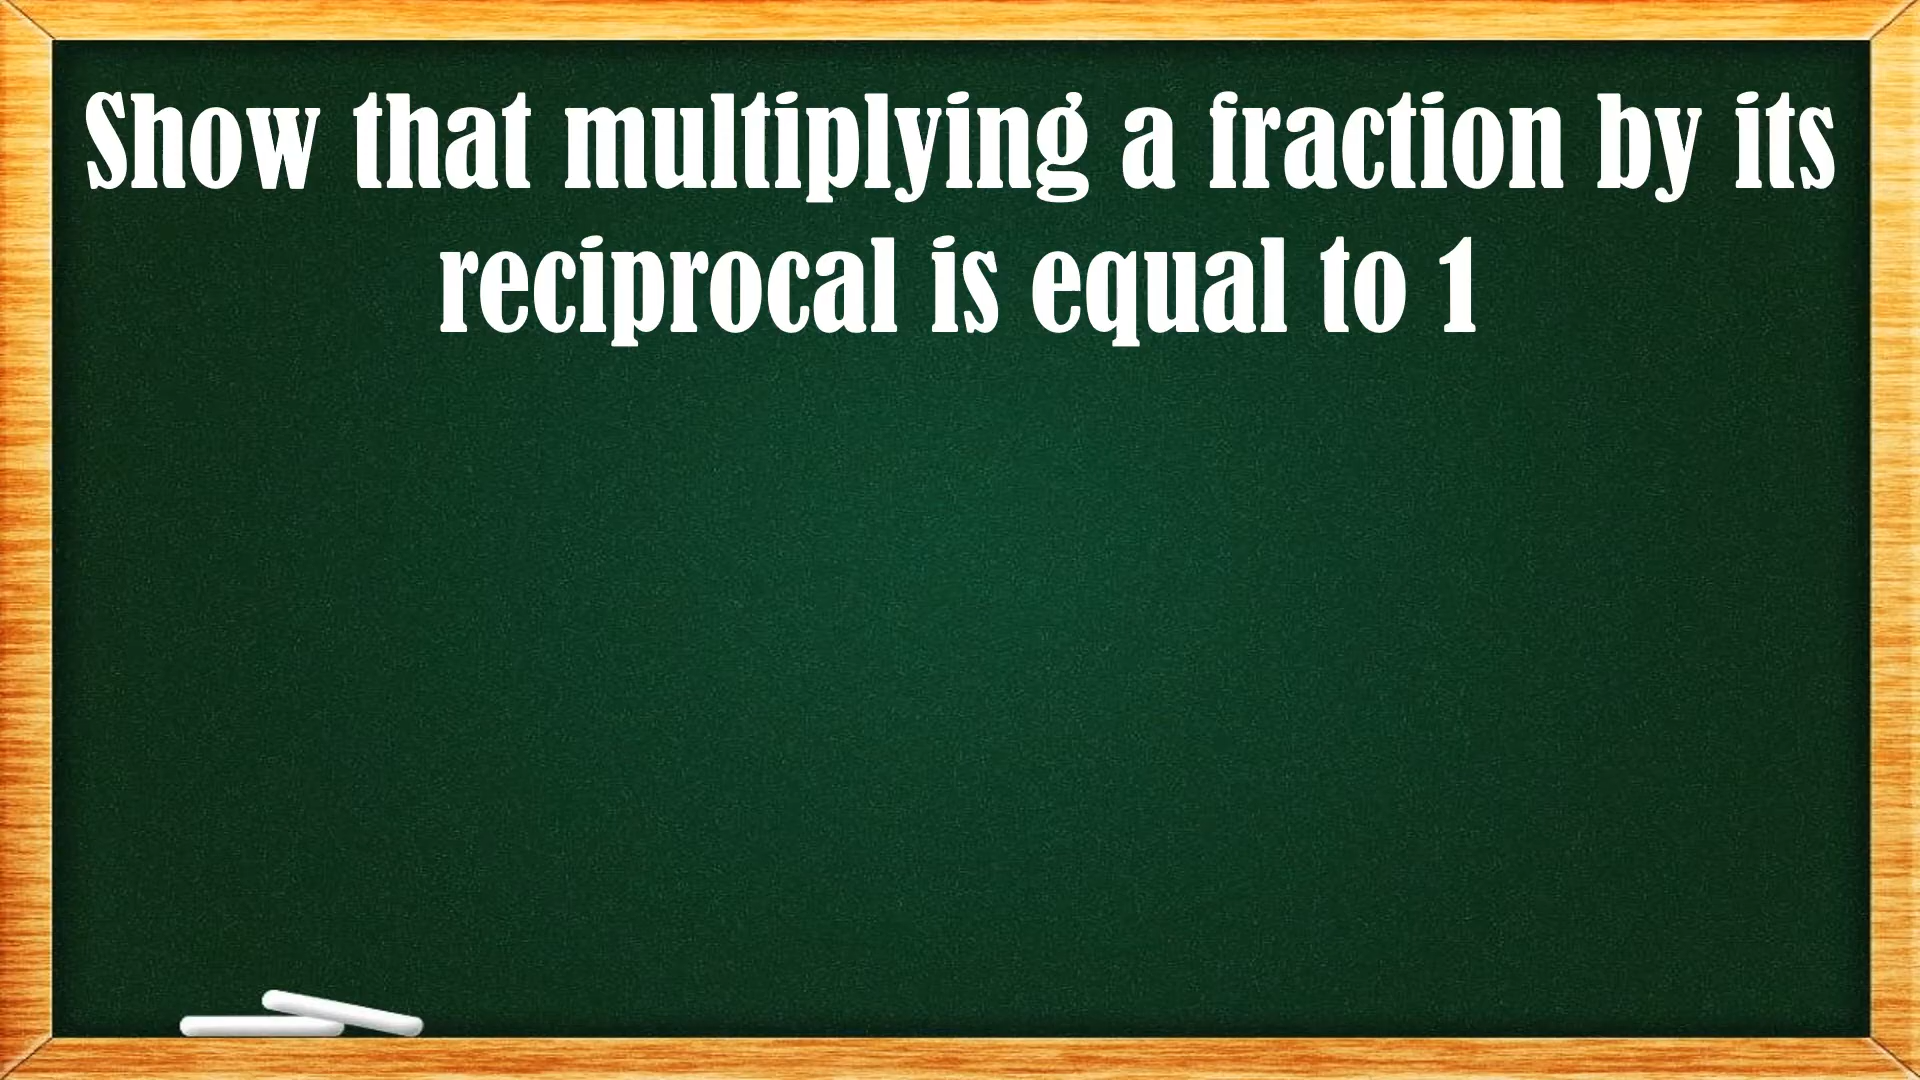 Show that multiplying a fraction by its
reciprocal is equal to 1